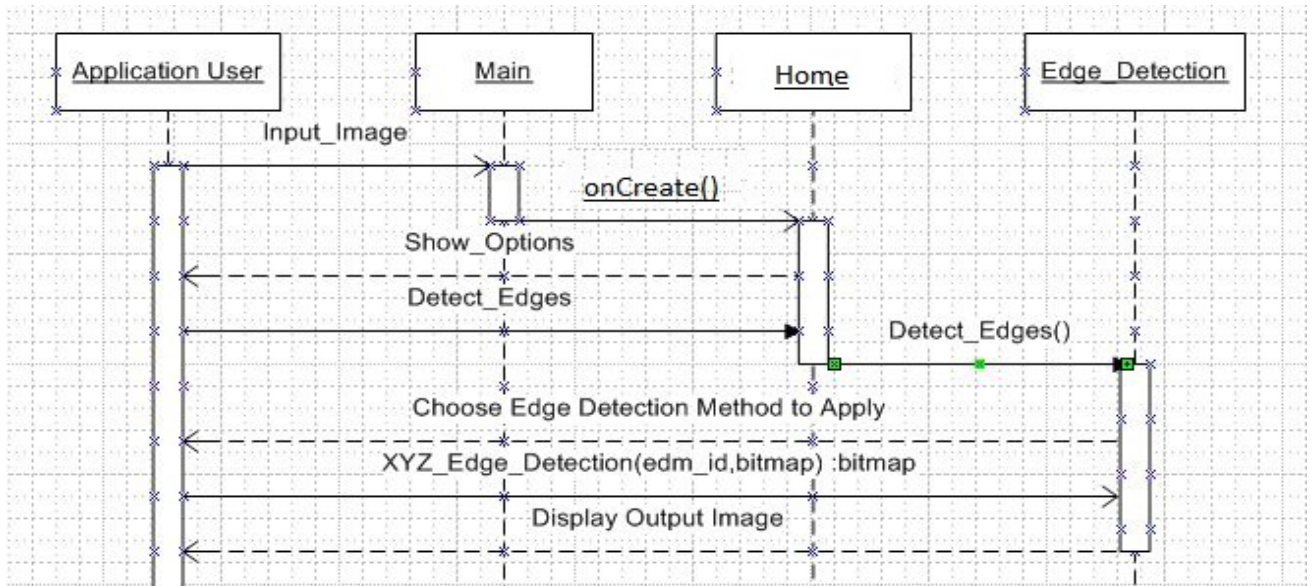 Application User
Main
Home
Edge_Detection
Input_Image
onCreate()
Show_Options
Detect_Edges
Detect_Edges()
Choose Edge Detection Method to Apply
XYZ_Edge_Detection(edm_id,bitmap) :bitmap
Display Output Image